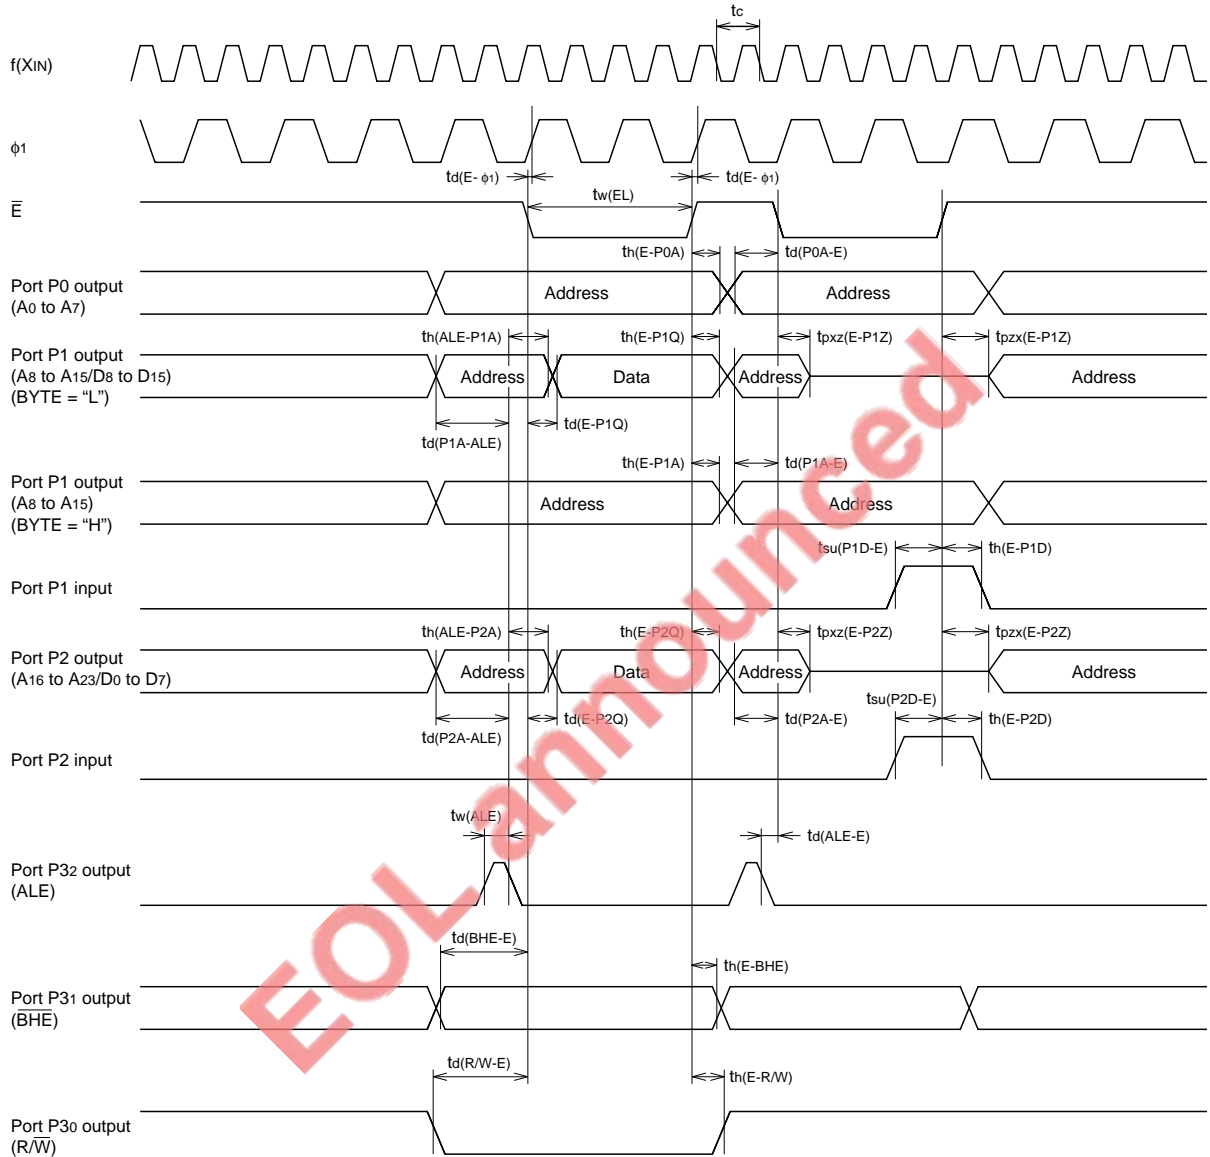 tc
f(XIN)
ϕ1
td(E- ϕ1)
td(E- ϕ1)
tw(EL)
E̅
th(E-P0A)
td(P0A-E)
Port P0 output
(A0 to A7)
Address
Address
th(ALE-P1A)
th(E-P1Q)
tpxz(E-P1Z)
tpzx(E-P1Z)
Port P1 output
(A8 to A15/D8 to D15)
(BYTE = “L”)
Address
Data
Address
Address
td(P1A-ALE)
td(E-P1Q)
th(E-P1A)
td(P1A-E)
Port P1 output
(A8 to A15)
(BYTE = “H”)
Address
Address
tsu(P1D-E)
th(E-P1D)
Port P1 input
th(ALE-P2A)
th(E-P2Q)
tpxz(E-P2Z)
tpzx(E-P2Z)
Port P2 output
(A16 to A23/D0 to D7)
Address
Data
Address
Address
tsu(P2D-E)
td(P2A-ALE)
td(E-P2Q)
td(P2A-E)
th(E-P2D)
Port P2 input
tw(ALE)
td(ALE-E)
Port P32 output
(ALE)
td(BHE-E)
th(E-BHE)
Port P31 output
(B̅H̅E̅)
td(R/W-E)
th(E-R/W)
Port P30 output
(R/W̅)
EOL announced